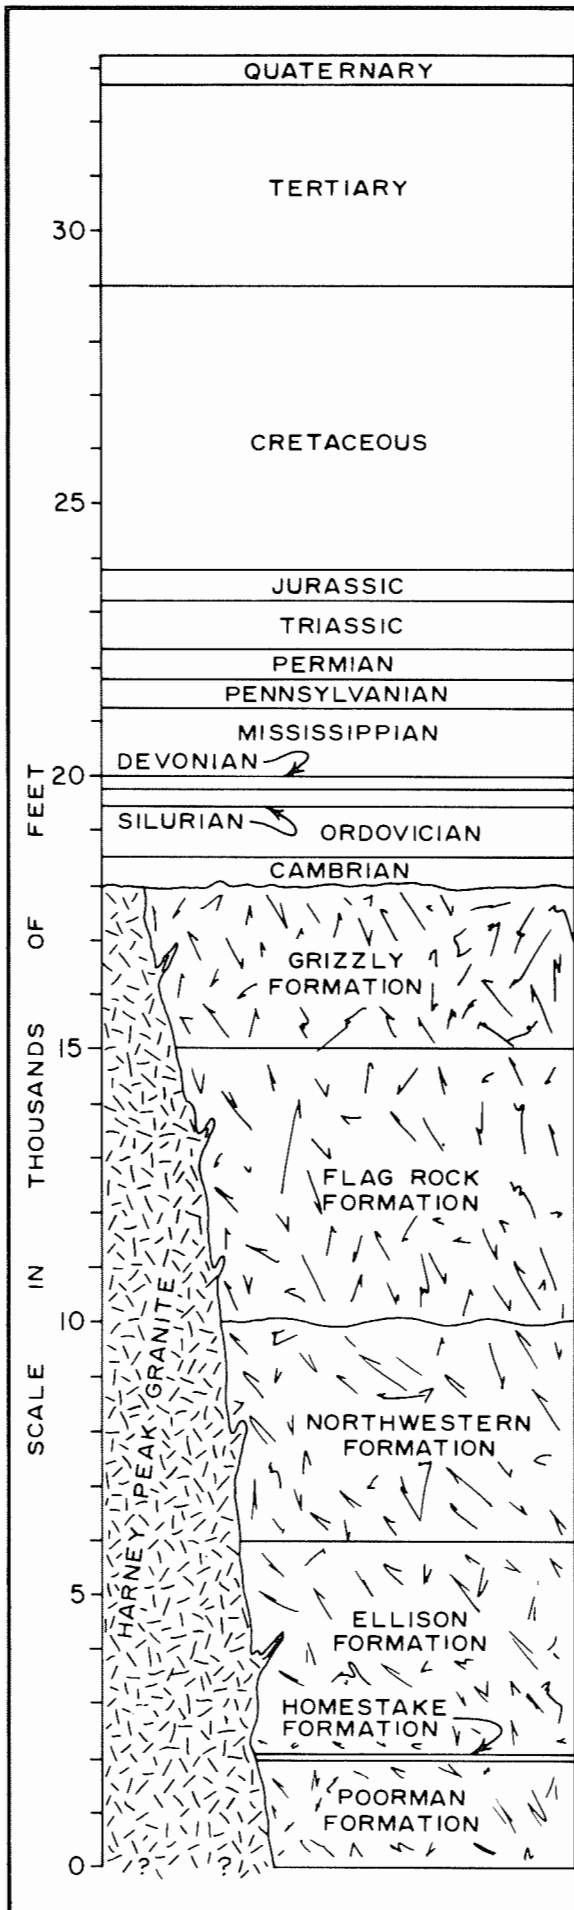 QUATERNARY
TERTIARY
30
CRETACEOUS
25
JURASSIC
TRIASSIC
PERMIAN
PENNSYLVANIAN
MISSISSIPPIAN
DEVONIAN
20
SILURIAN
ORDOVICIAN
CAMBRIAN
GRIZZLY
FORMATION
15
FLAG ROCK
FORMATION
10
NORTHWESTERN
FORMATION
5
ELLISON
FORMATION
HOMESTAKE
FORMATION
POORMAN
FORMATION
0
? ?
HARNEY PEAK GRANITE
SCALE IN THOUSANDS OF FEET